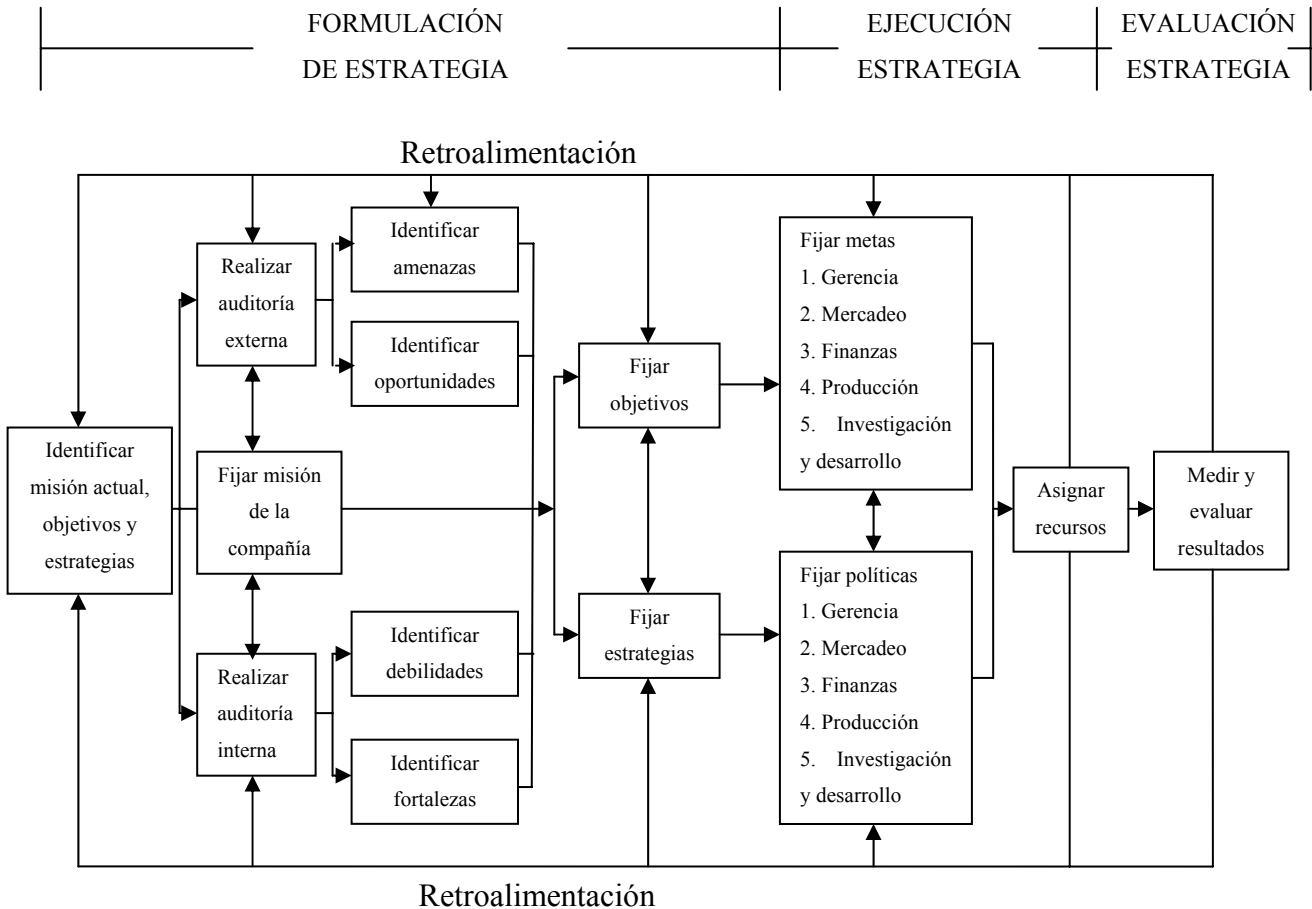 FORMULACIÓN
DE ESTRATEGIA
EJECUCIÓN
ESTRATEGIA
EVALUACIÓN
ESTRATEGIA
Retroalimentación
Identificar
misión actual,
objetivos y
estrategias
Realizar
auditoría
externa
Identificar
amenazas
Identificar
oportunidades
Fijar misión
de la
compañía
Realizar
auditoría
interna
Identificar
debilidades
Identificar
fortalezas
Fijar
objetivos
Fijar
estrategias
Fijar metas
1. Gerencia
2. Mercadeo
3. Finanzas
4. Producción
5. Investigación
y desarrollo
Fijar políticas
1. Gerencia
2. Mercadeo
3. Finanzas
4. Producción
5. Investigación
y desarrollo
Asignar
recursos
Medir y
evaluar
resultados
Retroalimentación